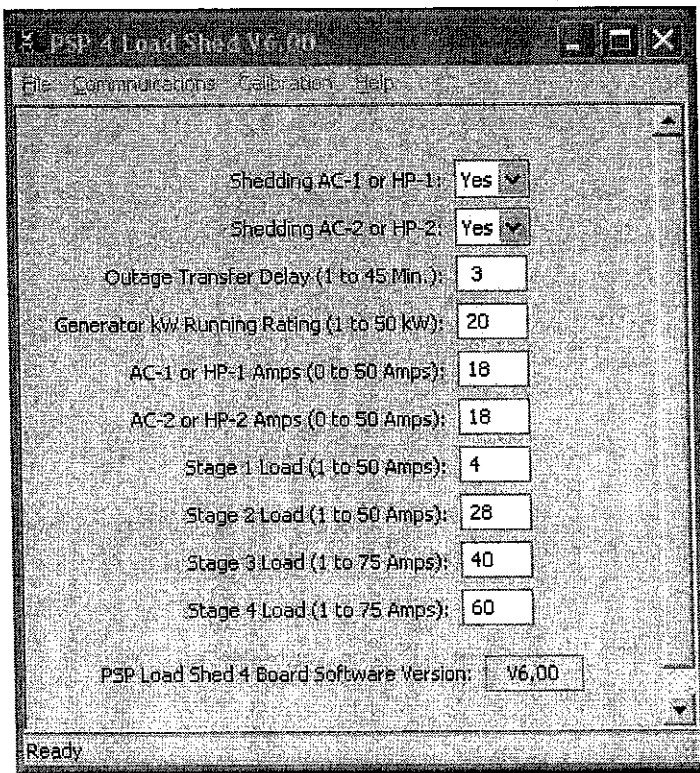 PSP 4 Load Shed V6.00
File Communications Calibration Help
Shedding AC-1 or HP-1: Yes
Shedding AC-2 or HP-2: Yes
Outage Transfer Delay (1 to 45 Min.): 3
Generator kW Running Rating (1 to 50 kW): 20
AC-1 or HP-1 Amps (0 to 50 Amps): 18
AC-2 or HP-2 Amps (0 to 50 Amps): 18
Stage 1 Load (1 to 50 Amps): 4
Stage 2 Load (1 to 50 Amps): 28
Stage 3 Load (1 to 75 Amps): 40
Stage 4 Load (1 to 75 Amps): 60
PSP Load Shed 4 Board Software Version: V6.00
Ready